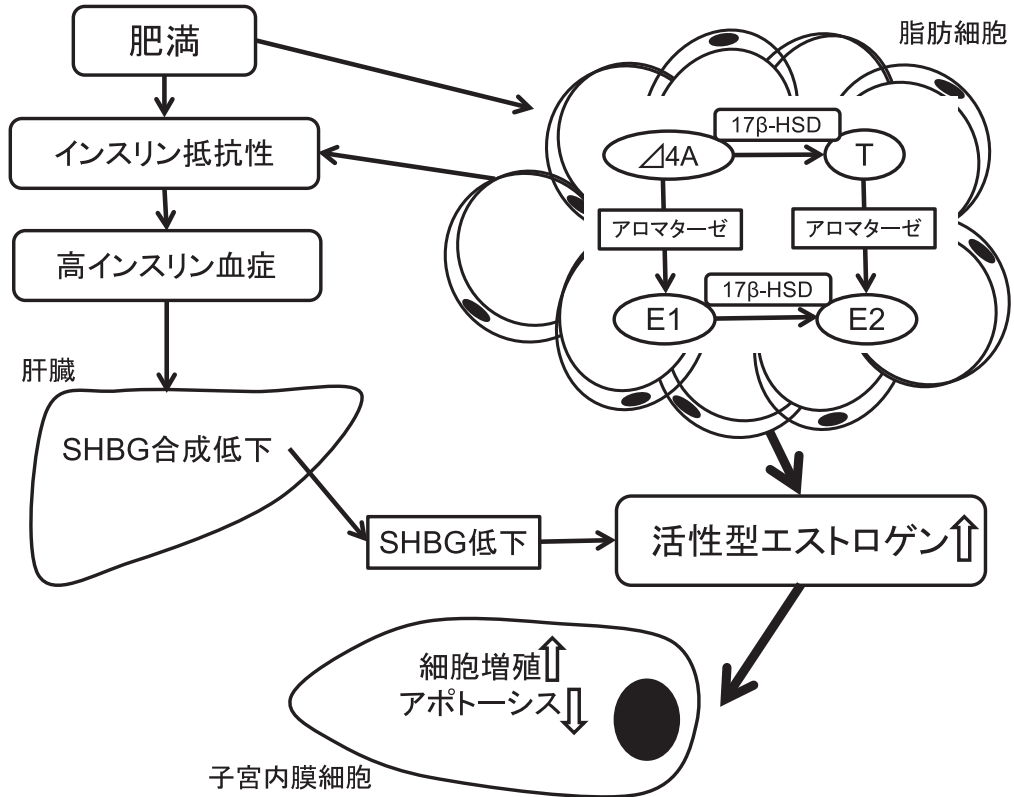 肥満
脂肪細胞
インスリン抵抗性
高インスリン血症
17β-HSD
⊿4A
T
アロマターゼ
アロマターゼ
17β-HSD
E1
E2
肝臓
SHBG合成低下
SHBG低下
活性型エストロゲン⇧
細胞増殖⇧
アポトーシス⇩
子宮内膜細胞